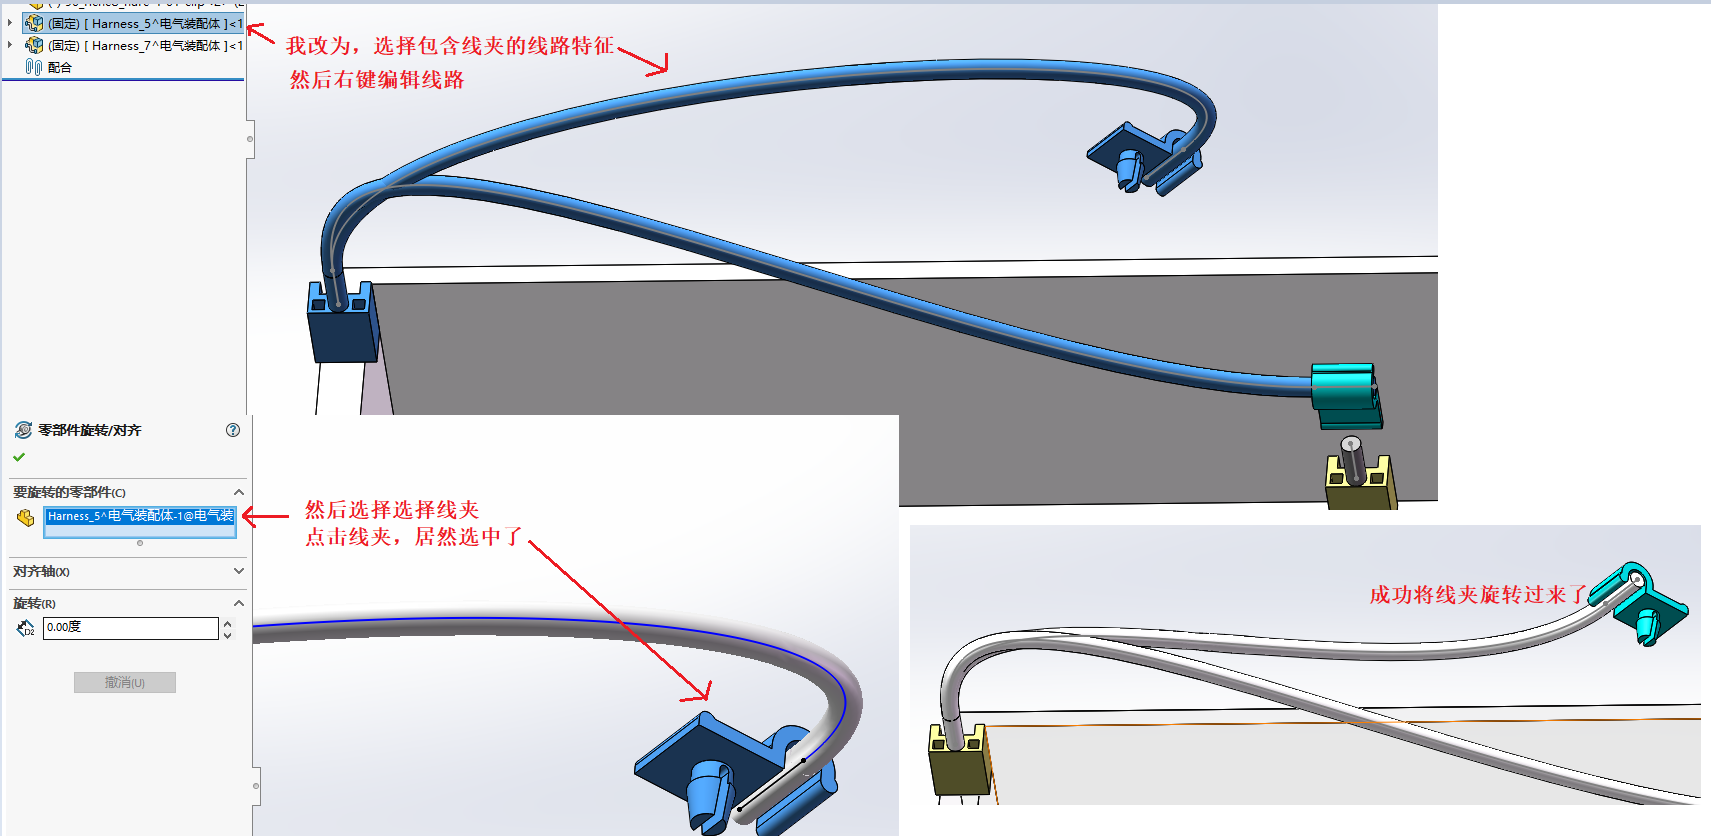 (固定) [ Harness_5^电气装配体 ]<1
(固定) [ Harness_7^电气装配体 ]<1
配合
我改为，选择包含线夹的线路特征
然后右键编辑线路
零部件旋转/对齐
要旋转的零部件(C)
Harness_5^电气装配体-1@电气装
对齐轴(X)
旋转(R)
D2
0.00度
撤消(U)
然后选择选择线夹
点击线夹，居然选中了
成功将线夹旋转过来了